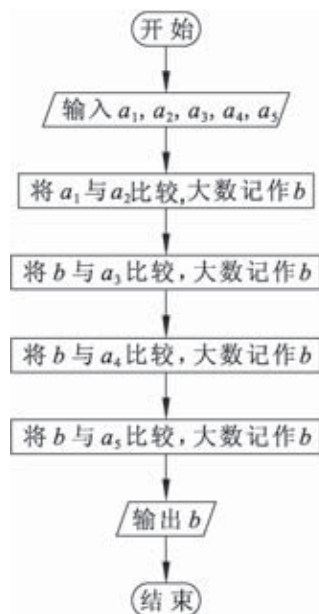 开始
输入 a₁, a₂, a₃, a₄, a₅
将 a₁ 与 a₂ 比较,大数记作 b
将 b 与 a₃ 比较,大数记作 b
将 b 与 a₄ 比较,大数记作 b
将 b 与 a₅ 比较,大数记作 b
输出 b
结束